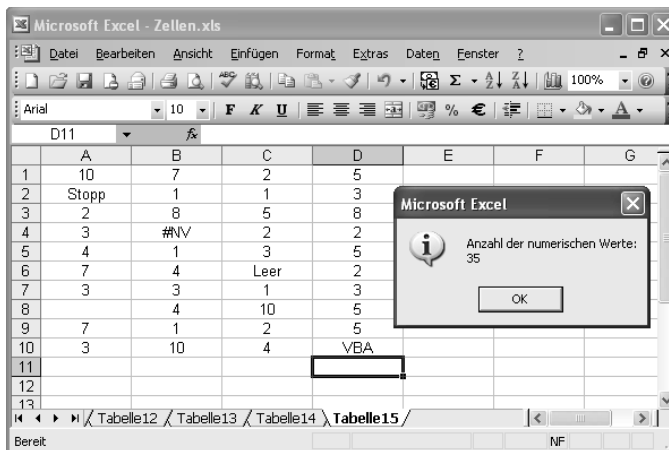 Microsoft Excel - Zellen.xls
Datei Bearbeiten Ansicht Einfügen Format Extras Daten Fenster ?
100%
Arial 10 F K U % €
D11 fx
A B C D E F G
1 10 7 2 5
2 Stopp 1 1 3
3 2 8 5 8
4 3 #NV 2 2
5 4 1 3 5
6 7 4 Leer 2
7 3 3 1 3
8 4 10 5
9 7 1 2 5
10 3 10 4 VBA
11
12
13
Microsoft Excel
Anzahl der numerischen Werte:
35
OK
Tabelle12 Tabelle13 Tabelle14 Tabelle15
Bereit NF